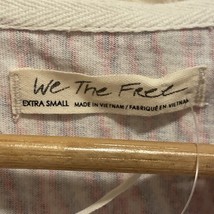 We The Free
EXTRA SMALL MADE IN VIETNAM / FABRIQUÉ EN VIETNAM